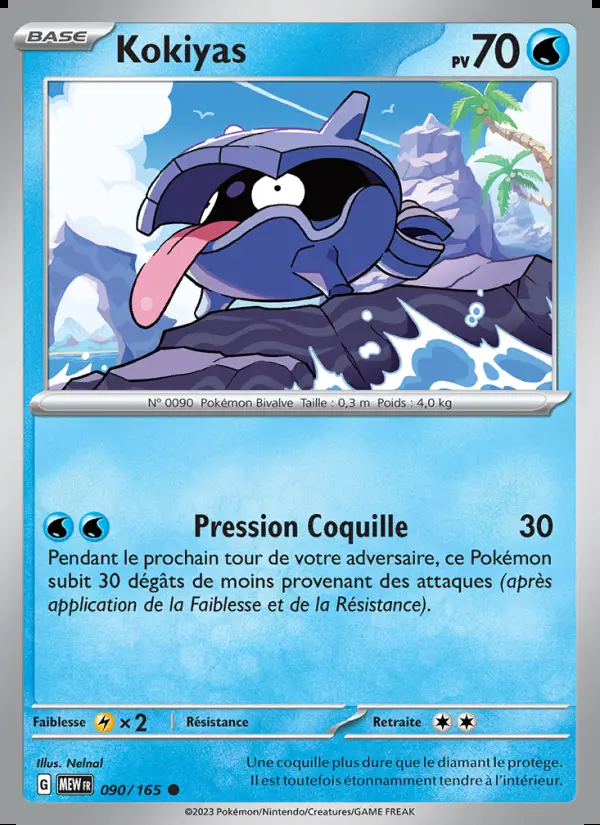 BASE Kokiyas PV 70
N° 0090 Pokémon Bivalve Taille : 0,3 m Poids : 4,0 kg
Pression Coquille 30
Pendant le prochain tour de votre adversaire, ce Pokémon
subit 30 dégâts de moins provenant des attaques (après
application de la Faiblesse et de la Résistance).
Faiblesse ×2 Résistance Retraite
Illus. Nelnal
Une coquille plus dure que le diamant le protège.
Il est toutefois étonnamment tendre à l'intérieur.
G MEW FR 090/165
©2023 Pokémon/Nintendo/Creatures/GAME FREAK